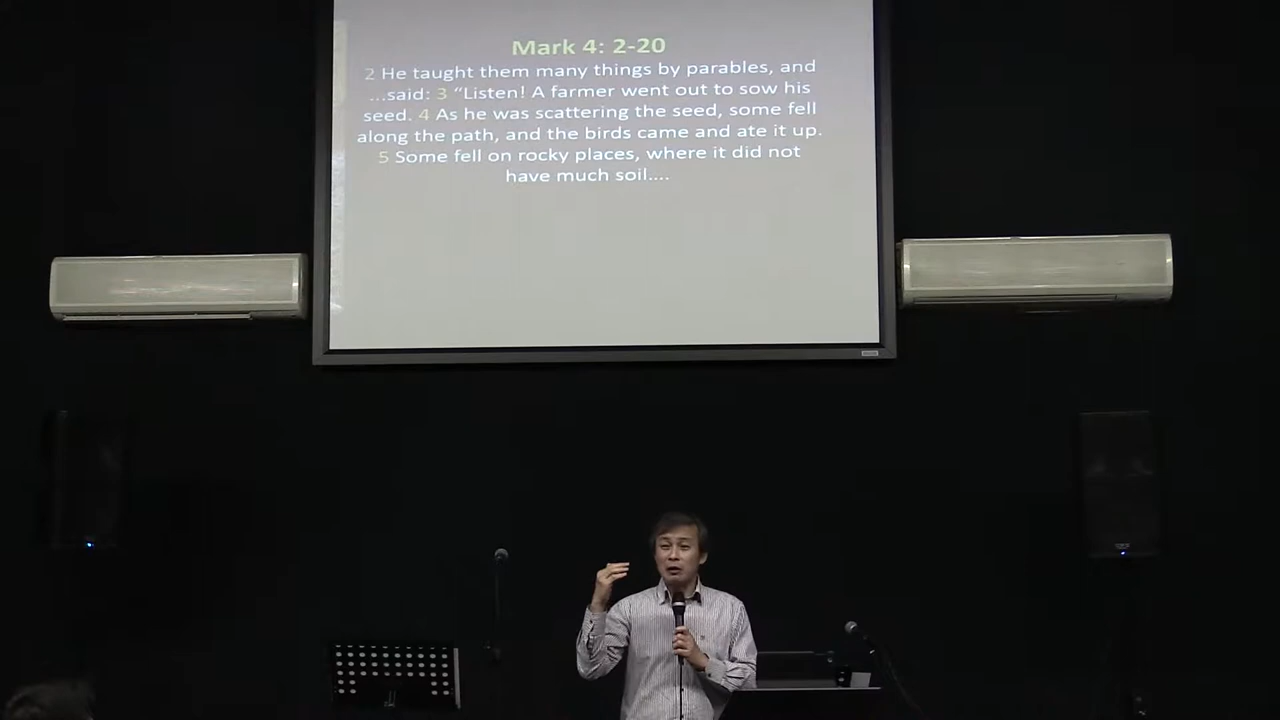 Mark 4: 2-20
2 He taught them many things by parables, and
...said: 3 “Listen! A farmer went out to sow his
seed. 4 As he was scattering the seed, some fell
along the path, and the birds came and ate it up.
5 Some fell on rocky places, where it did not
have much soil....